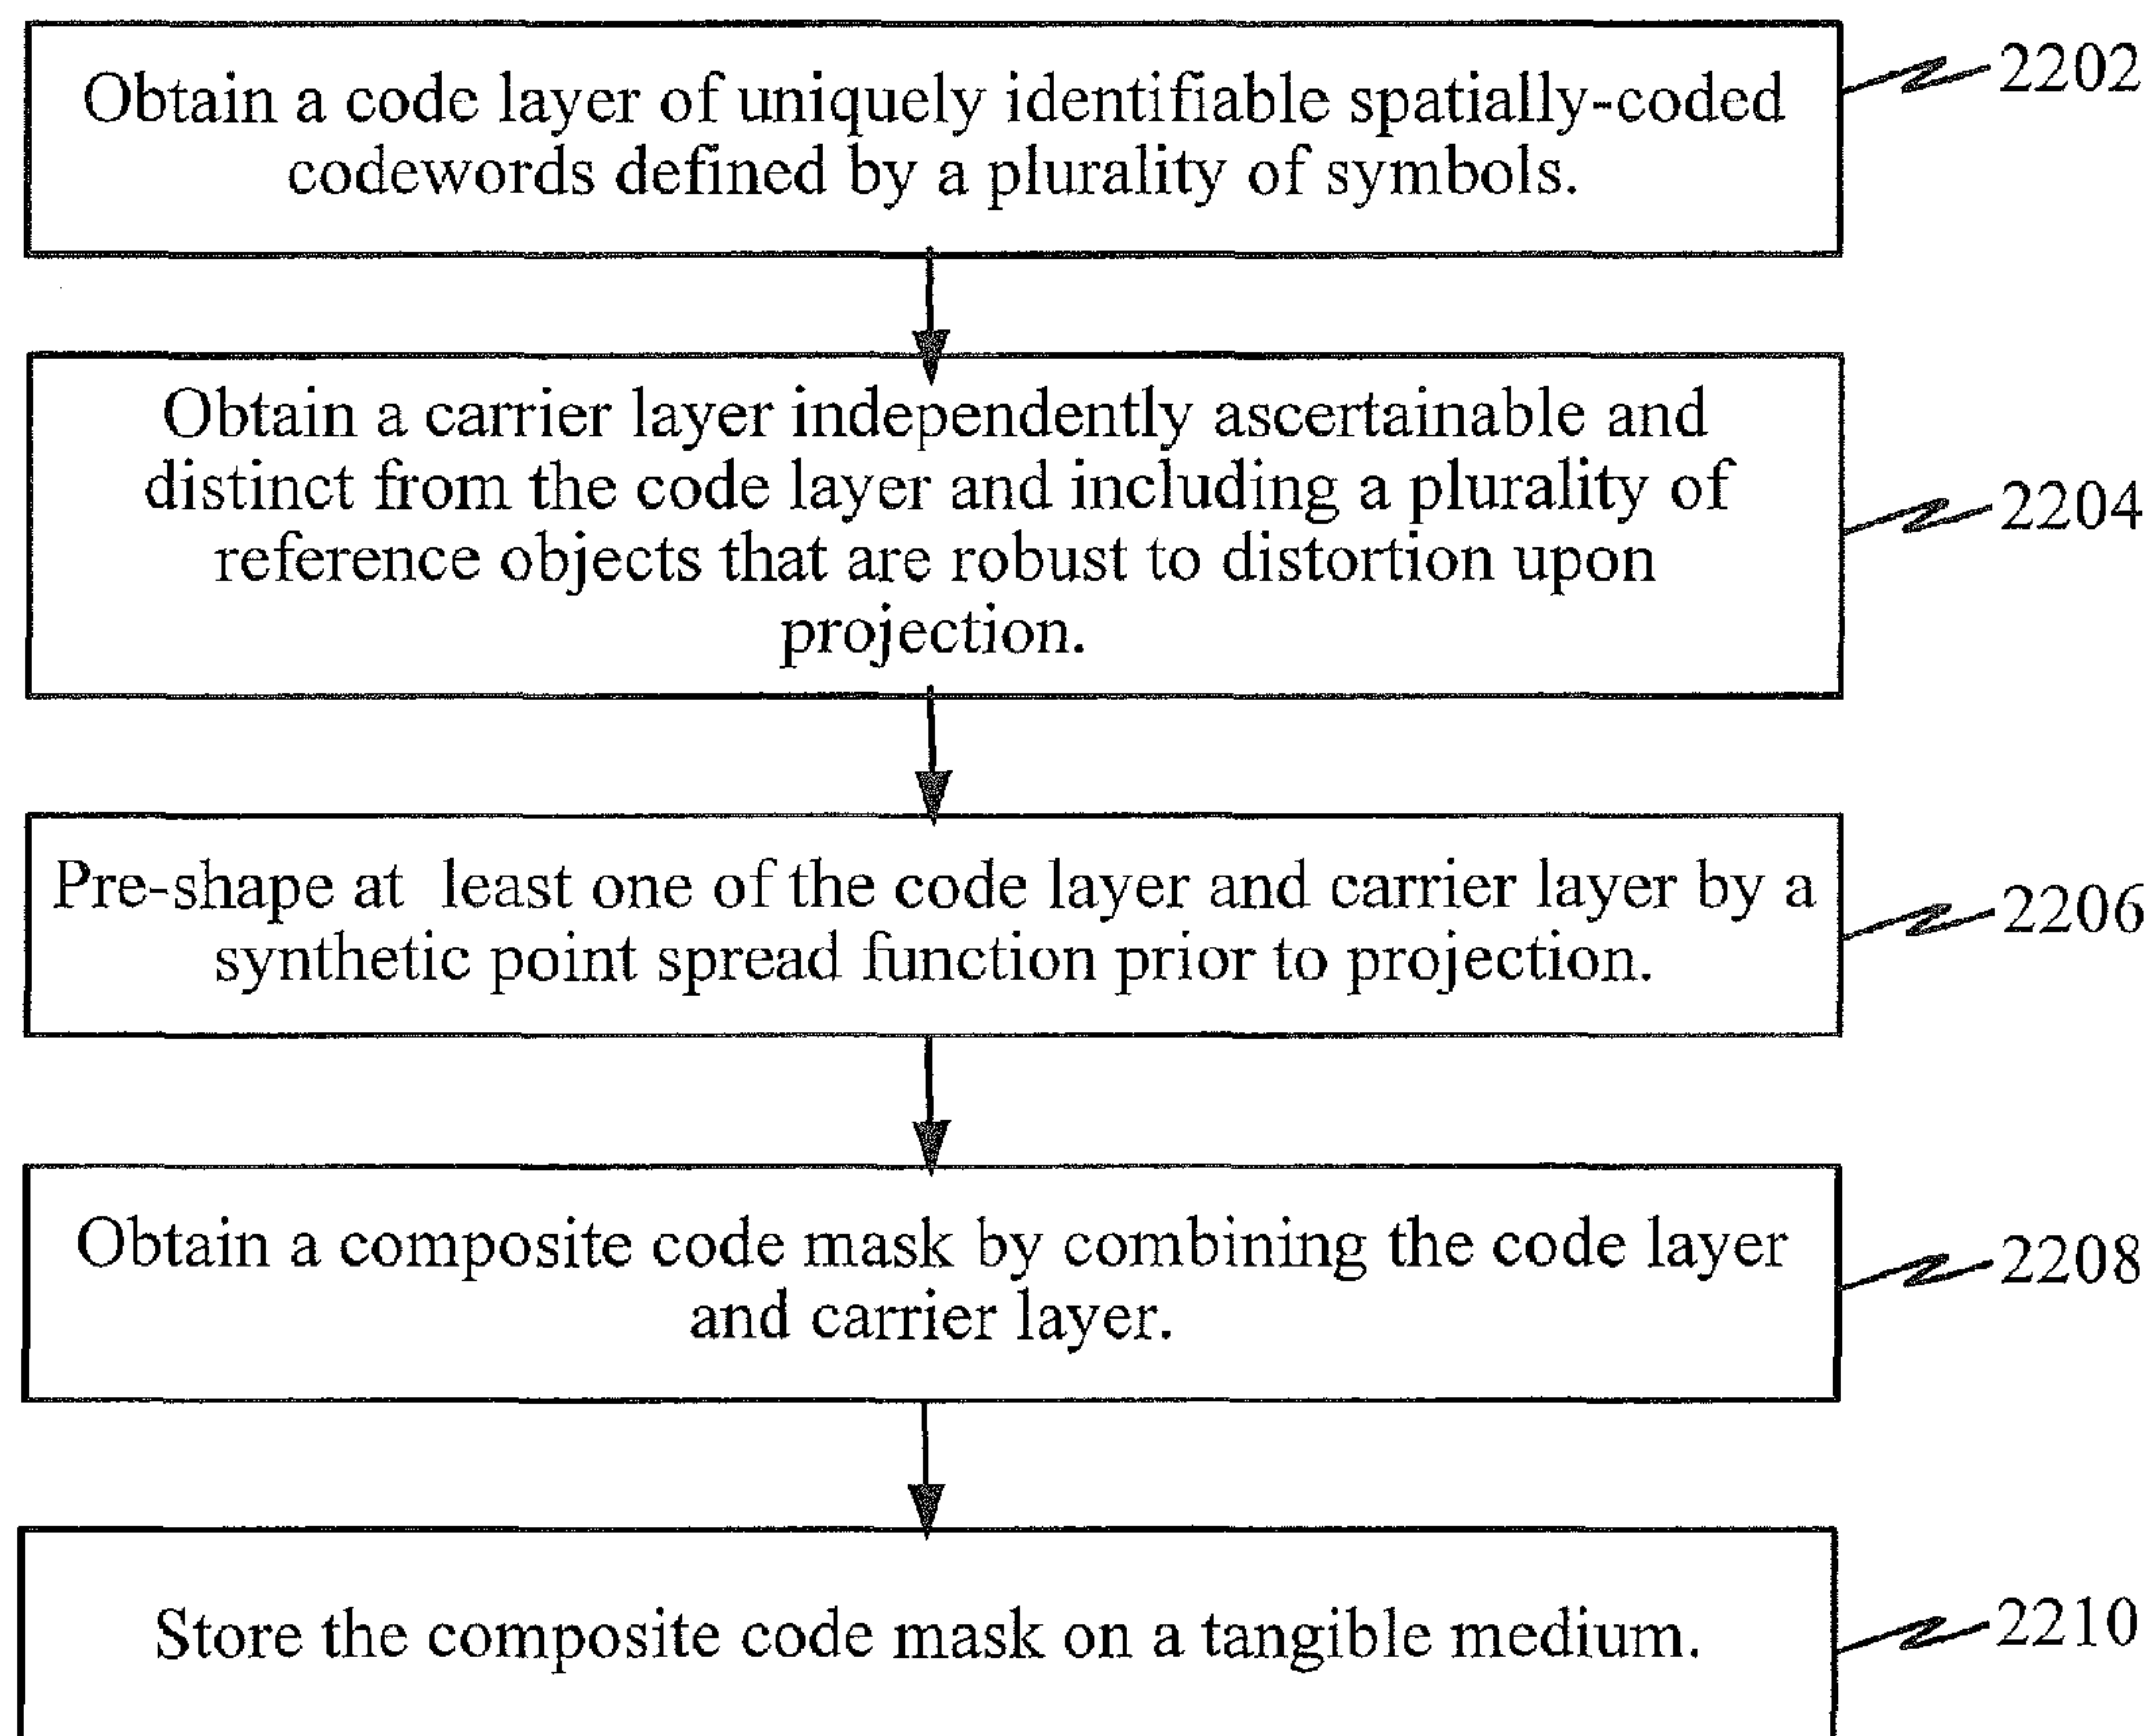 Obtain a code layer of uniquely identifiable spatially-coded
codewords defined by a plurality of symbols.
2202
Obtain a carrier layer independently ascertainable and
distinct from the code layer and including a plurality of
reference objects that are robust to distortion upon
projection.
2204
Pre-shape at least one of the code layer and carrier layer by a
synthetic point spread function prior to projection.
2206
Obtain a composite code mask by combining the code layer
and carrier layer.
2208
Store the composite code mask on a tangible medium.
2210